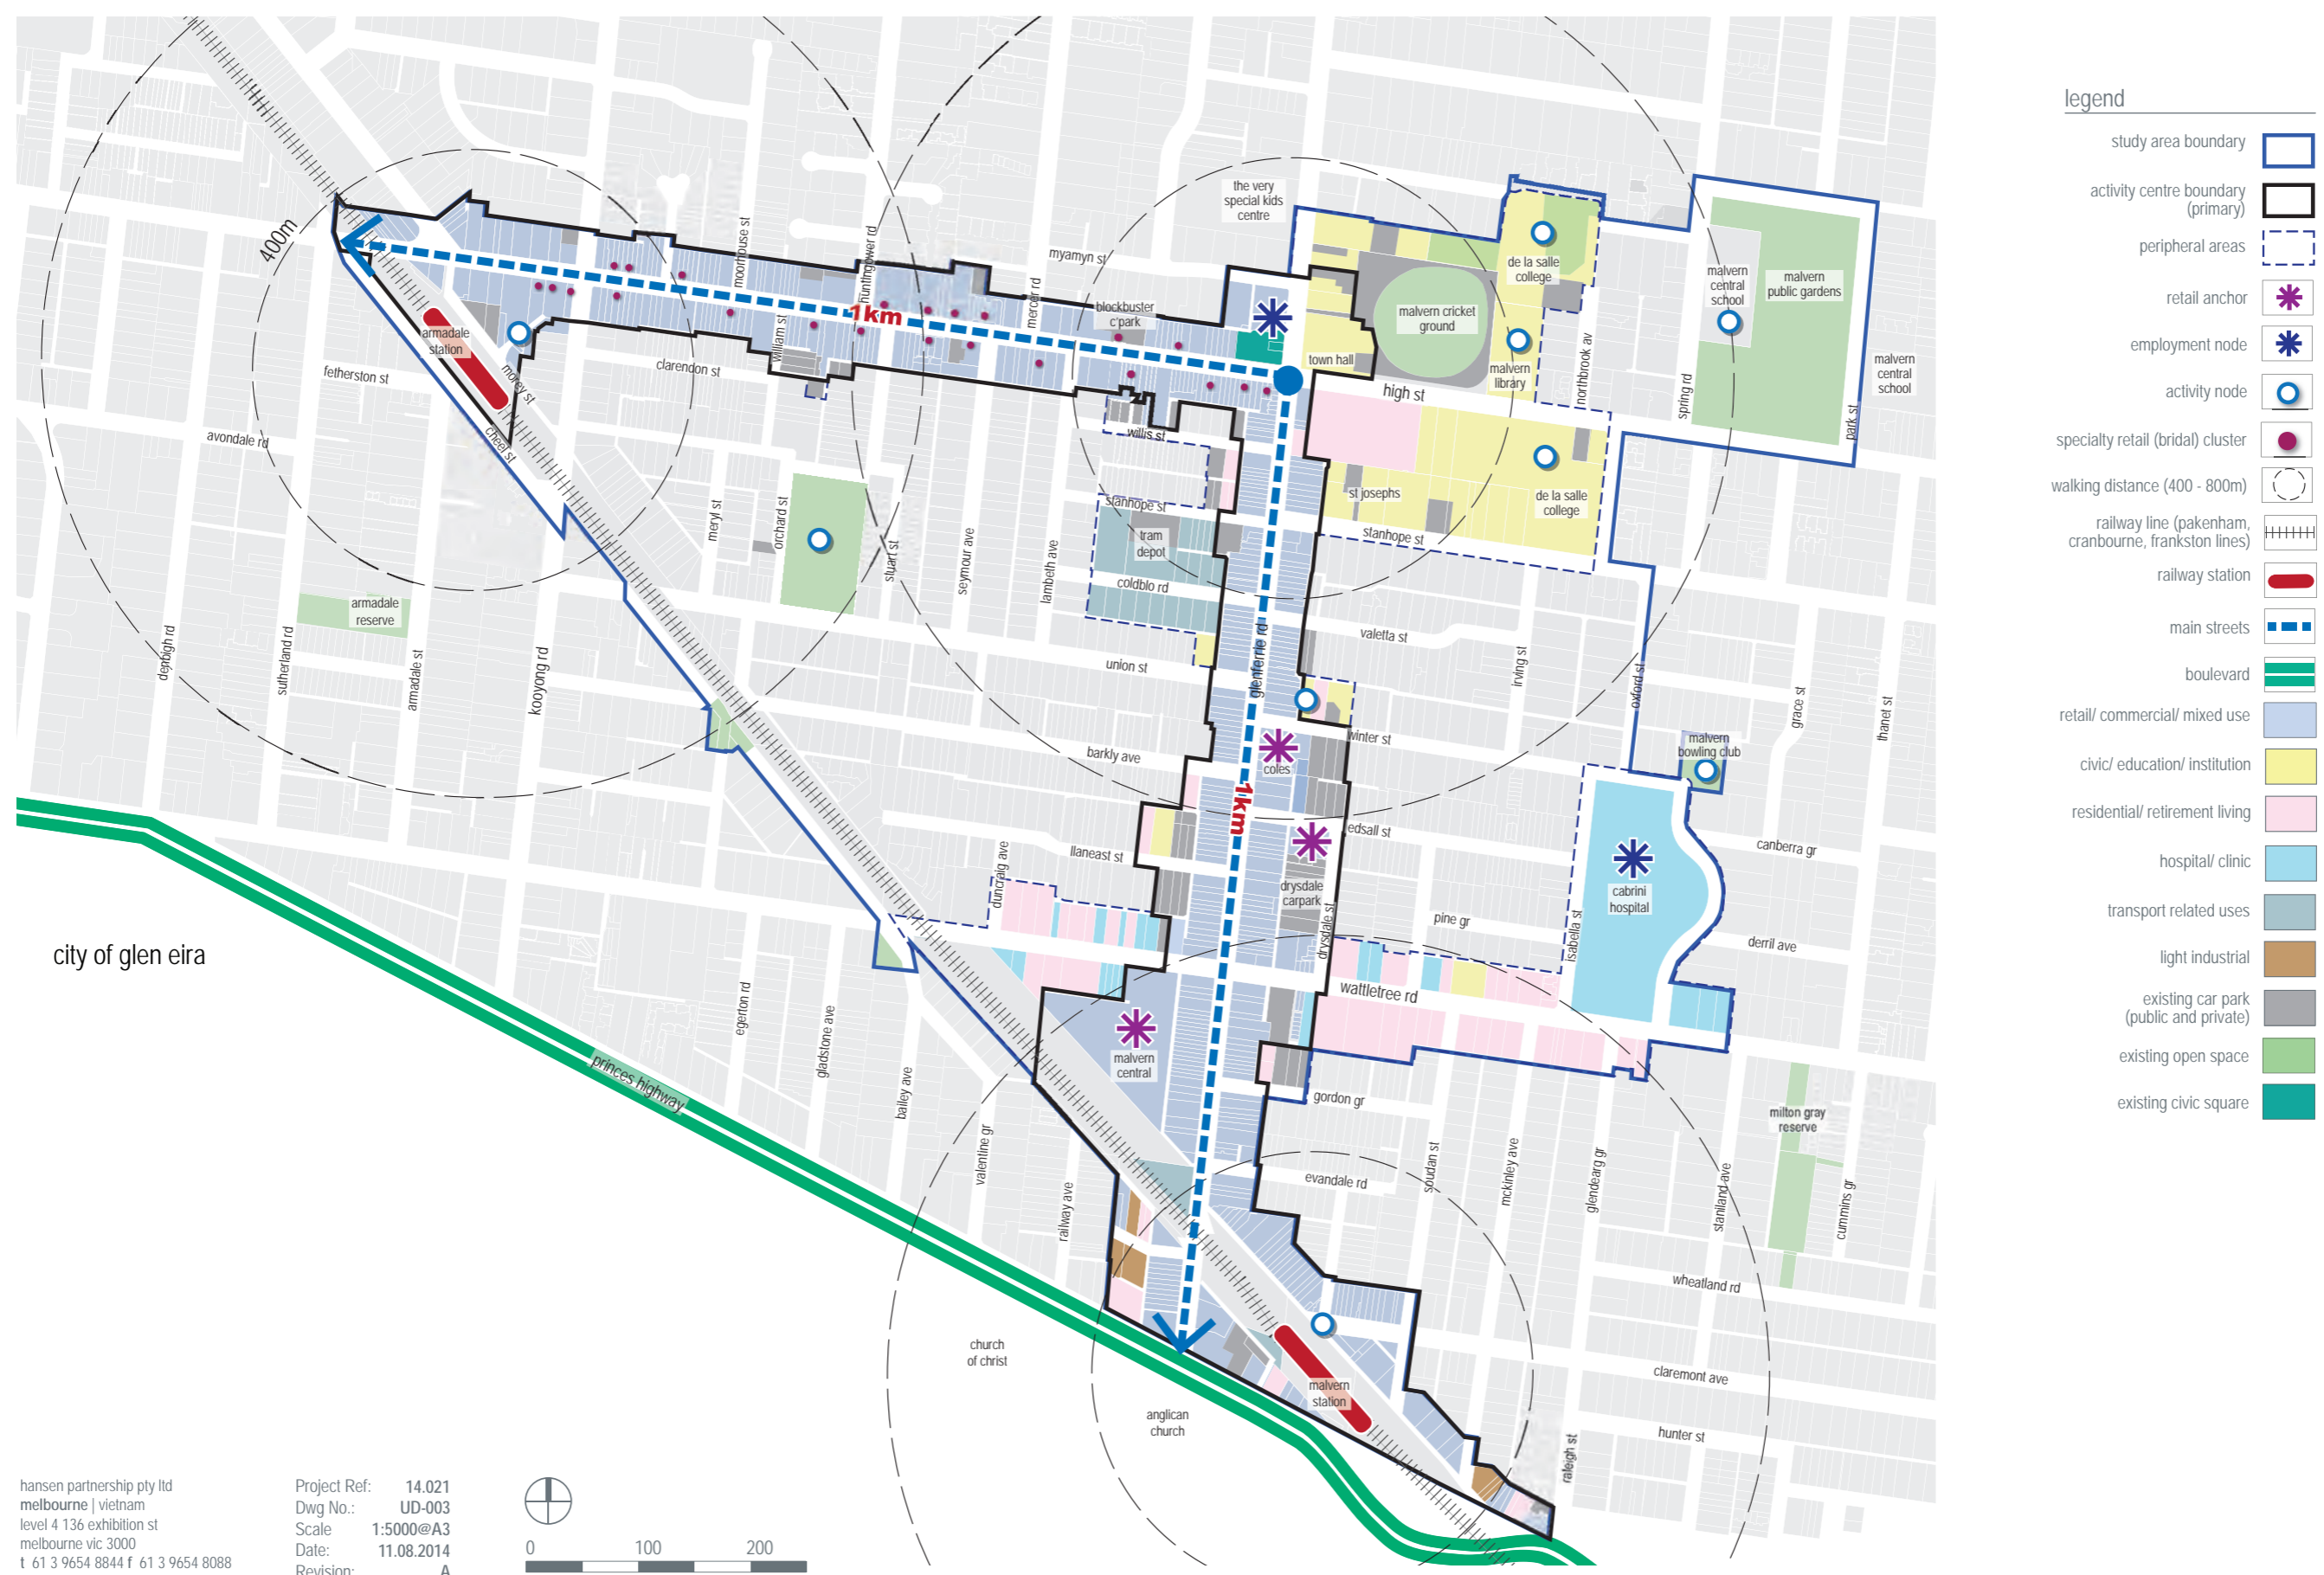 legend
study area boundary
activity centre boundary
(primary)
peripheral areas
retail anchor
employment node
activity node
specialty retail (bridal) cluster
walking distance (400 - 800m)
railway line (pakenham,
cranbourne, frankston lines)
railway station
main streets
boulevard
retail/ commercial/ mixed use
civic/ education/ institution
residential/ retirement living
hospital/ clinic
transport related uses
light industrial
existing car park
(public and private)
existing open space
existing civic square
400m
the very
special kids
centre
myamyn st
moorhouse st
huntingower rd
mercer rd
blockbuster
c'park
1km
william st
clarendon st
armadale
station
morey st
cheel st
fetherston st
avondale rd
town hall
high st
malvern cricket
ground
de la salle
college
malvern
library
northbrook av
spring rd
malvern
central
school
malvern
public gardens
park st
malvern
central
school
willis st
stanhope st
tram
depot
coldblo rd
st josephs
de la salle
college
stanhope st
meryl st
orchard st
stuart st
seymour ave
lambeth ave
armadale
reserve
denbigh rd
sutherland rd
armadale st
kooyong rd
union st
glenferrie rd
valetta st
irving st
oxford st
grace st
thanet st
winter st
coles
barkly ave
1km
malvern
bowling club
edsall st
llaneast st
duncraig ave
drysdale
carpark
drysdale st
pine gr
isabella st
cabrini
hospital
canberra gr
derril ave
city of glen eira
wattletree rd
malvern
central
egerton rd
gladstone ave
bailey ave
princes highway
valentine gr
railway ave
gordon gr
evandale rd
soudan st
mckinley ave
glendearg gr
staniland ave
milton gray
reserve
cummins gr
wheatland rd
church
of christ
anglican
church
malvern
station
claremont ave
hunter st
raleigh st
hansen partnership pty ltd
melbourne | vietnam
level 4 136 exhibition st
melbourne vic 3000
t 61 3 9654 8844 f 61 3 9654 8088
Project Ref: 14.021
Dwg No.: UD-003
Scale 1:5000@A3
Date: 11.08.2014
Revision: A
0 100 200